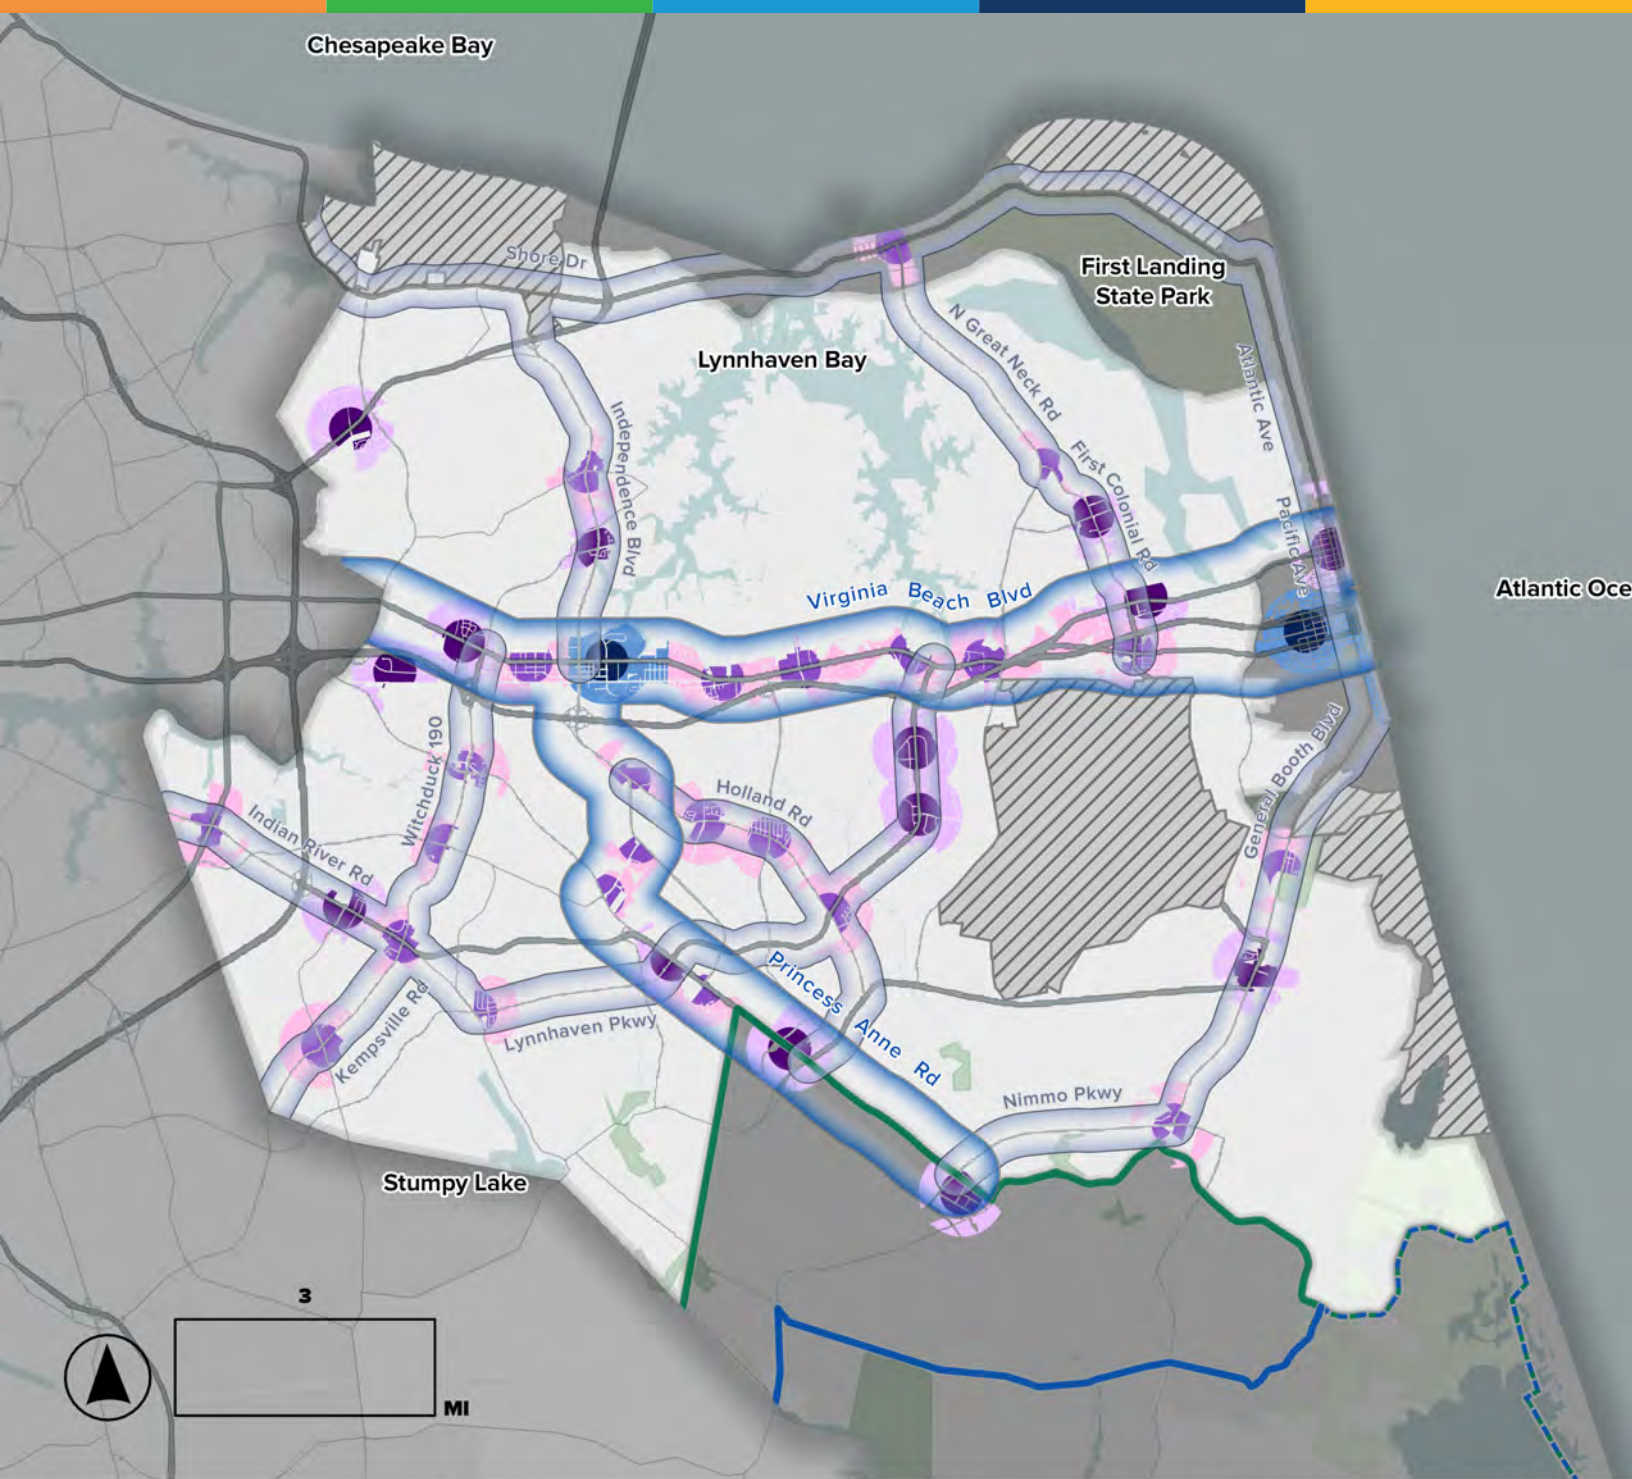 Chesapeake Bay
Shore Dr
First Landing
State Park
Lynnhaven Bay
N Great Neck Rd
Atlantic Ave
Independence Blvd
First Colonial Rd
Pacific Ave
Virginia Beach Blvd
Atlantic Oce
Witchduck 190
General Booth Blvd
Holland Rd
Indian River Rd
Princess Anne Rd
Kempsville Rd
Lynnhaven Pkwy
Nimmo Pkwy
Stumpy Lake
3
MI